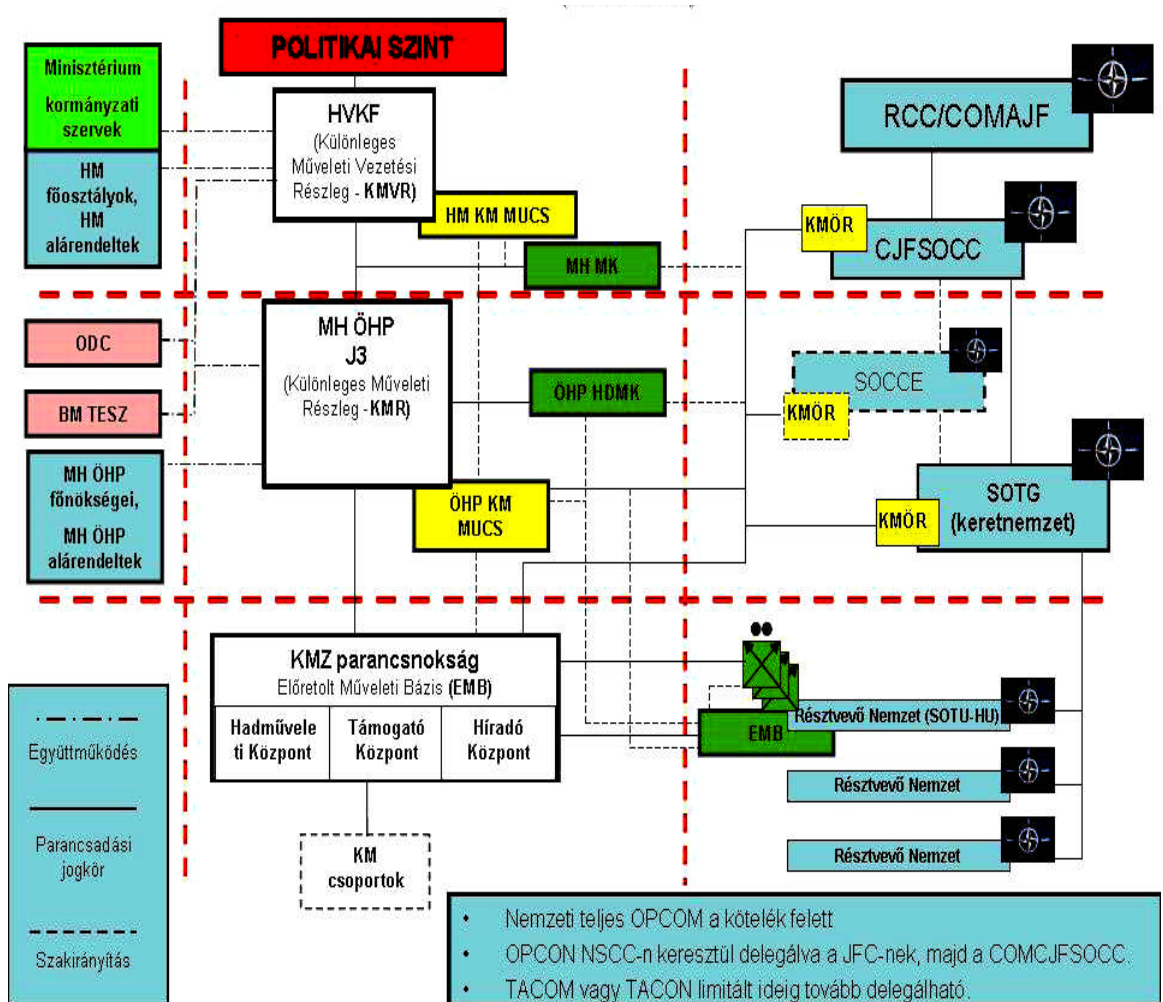 POLITIKAI SZINT
Minisztérium
kormányzati
szervek
HM
főosztályok,
HM
alárendeltek
HVKF
(Különleges
Műveleti Vezetési
Részleg - KMVR)
HM KM MUCS
MH MK
RCC/COMAJF
KMÖR
CJFSOCC
ODC
BM TESZ
MH ÖHP
főnökségei,
MH ÖHP
alárendeltek
MH ÖHP
J3
(Különleges Műveleti
Részleg -KMR)
ÖHP HDMK
ÖHP KM
MUCS
SOCCE
KMÖR
KMÖR
SOTG
(keretnemzet)
KMZ parancsnokság
Előretolt Műveleti Bázis (EMB)
Hadművele
ti Központ
Támogató
Központ
Híradó
Központ
KM
csoportok
EMB
Résztvevő Nemzet (SOTU-HU)
Résztvevő Nemzet
Résztvevő Nemzet
Együttműködés
Parancsadási
jogkör
Szakirányítás
• Nemzeti teljes OPCOM a kötelék felett
• OPCON NSCC-n keresztül delegálva a JFC-nek, majd a COMCJFSOCC.
• TACOM vagy TACON limitált ideig tovább delegálható.